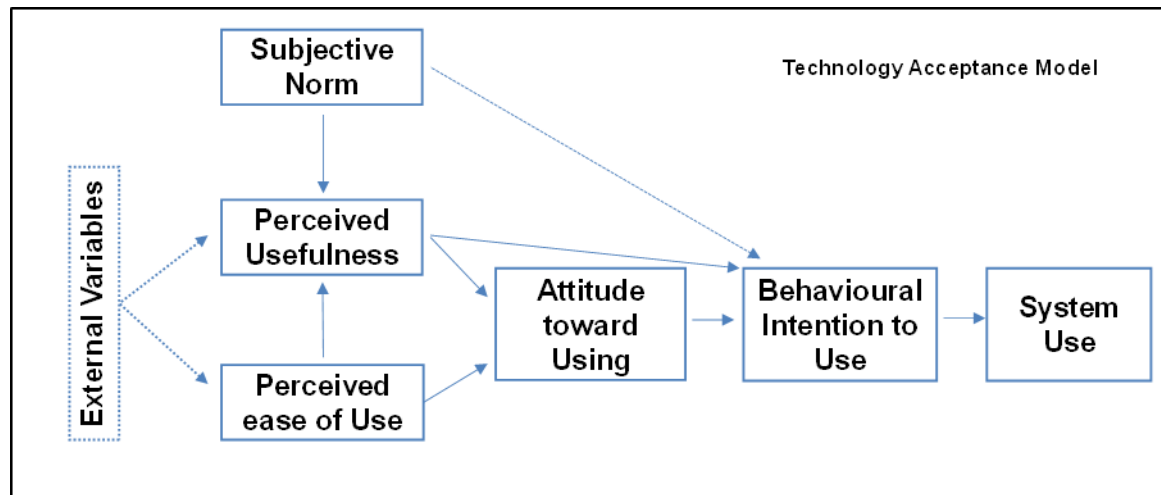 Subjective
Norm
Technology Acceptance Model
External Variables
Perceived
Usefulness
Attitude
toward
Using
Behavioural
Intention to
Use
System
Use
Perceived
ease of Use